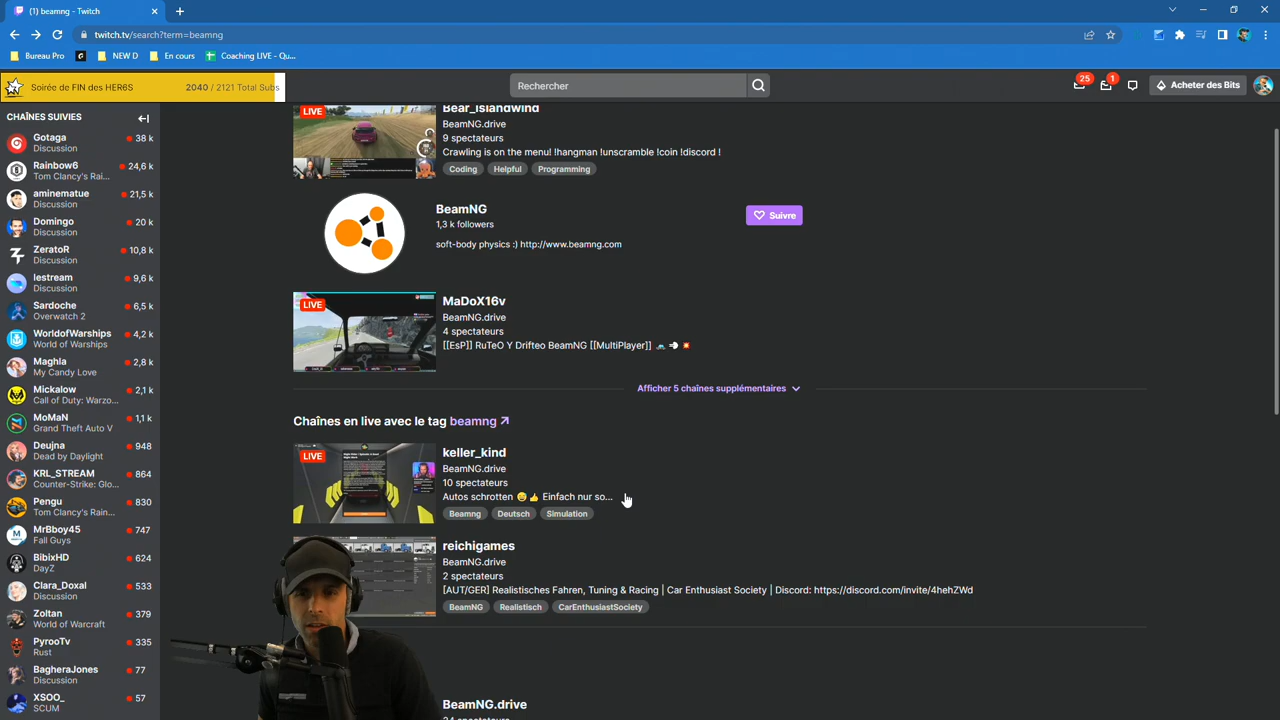 (1) beamng - Twitch
twitch.tv/search?term=beamng
Bureau Pro
NEW D
En cours
Coaching LIVE - Qu...
Soirée de FIN des HER6S
2040 / 2121 Total Subs
Rechercher
25
1
Acheter des Bits
CHAÎNES SUIVIES
Gotaga
38 k
Discussion
Rainbow6
24,6 k
Tom Clancy's Rai...
aminematue
21,5 k
Discussion
Domingo
20 k
Discussion
ZeratoR
10,8 k
Discussion
lestream
9,6 k
Discussion
Sardoche
6,5 k
Overwatch 2
WorldofWarships
4,2 k
World of Warships
Maghla
2,8 k
My Candy Love
Mickalow
2,1 k
Call of Duty: Warzo...
MoMaN
1,1 k
Grand Theft Auto V
Deujna
948
Dead by Daylight
KRL_STREAM
864
Counter-Strike: Glo...
Pengu
830
Tom Clancy's Rain...
MrBboy45
747
Fall Guys
BibixHD
624
DayZ
Clara_Doxal
533
Discussion
Zoltan
379
World of Warcraft
PyrooTv
335
Rust
BagheraJones
77
Discussion
XSOO_
57
SCUM
LIVE
Bear_Islandwind
BeamNG.drive
9 spectateurs
Crawling is on the menu! !hangman !unscramble !coin !discord !
Coding
Helpful
Programming
BeamNG
1,3 k followers
soft-body physics :) http://www.beamng.com
Suivre
LIVE
MaDoX16v
BeamNG.drive
4 spectateurs
[[EsP]] RuTeO Y Drifteo BeamNG [[MultiPlayer]] 🚗 💨 💥
Afficher 5 chaînes supplémentaires
Chaînes en live avec le tag beamng
LIVE
keller_kind
BeamNG.drive
10 spectateurs
Autos schrotten 😅👍 Einfach nur so...
Beamng
Deutsch
Simulation
reichigames
BeamNG.drive
2 spectateurs
[AUT/GER] Realistisches Fahren, Tuning & Racing | Car Enthusiast Society | Discord: https://discord.com/invite/4hehZWd
BeamNG
Realistisch
CarEnthusiastSociety
BeamNG.drive